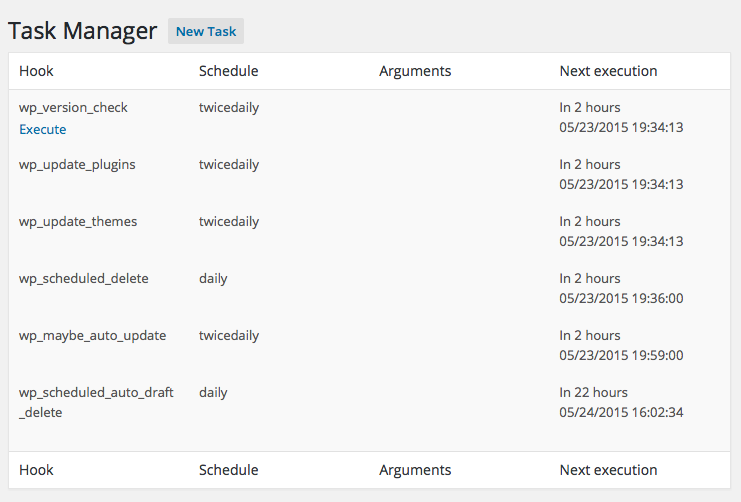 Task Manager New Task
Hook Schedule Arguments Next execution
wp_version_check twicedaily In 2 hours
Execute 05/23/2015 19:34:13
wp_update_plugins twicedaily In 2 hours
05/23/2015 19:34:13
wp_update_themes twicedaily In 2 hours
05/23/2015 19:34:13
wp_scheduled_delete daily In 2 hours
05/23/2015 19:36:00
wp_maybe_auto_update twicedaily In 2 hours
05/23/2015 19:59:00
wp_scheduled_auto_draft daily In 22 hours
_delete 05/24/2015 16:02:34
Hook Schedule Arguments Next execution